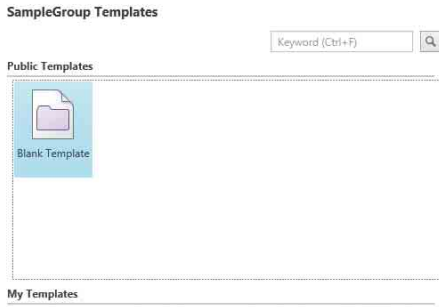 SampleGroup Templates
Keyword (Ctrl+F)
Public Templates
Blank Template
My Templates